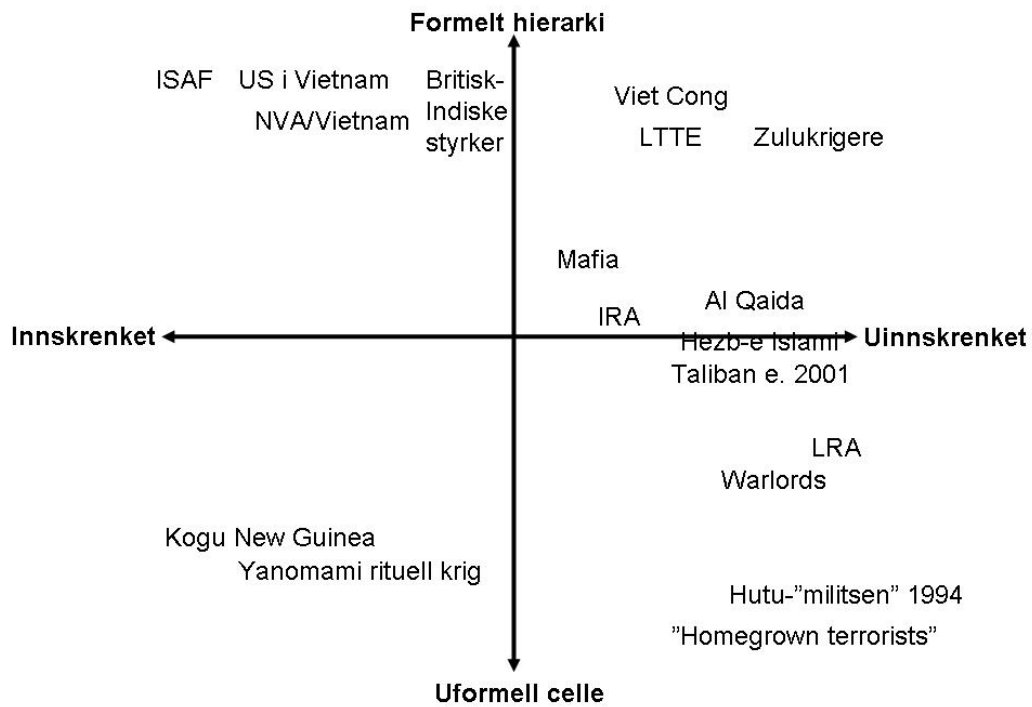 Formelt hierarki
ISAF US i Vietnam Britisk-
Indiske
styrker
NVA/Vietnam
Viet Cong
LTTE Zulukrigere
Mafia
Al Qaida
IRA
Innskrenket
Uinnskrenket
Hezb-e Islami
Taliban e. 2001
LRA
Warlords
Kogu New Guinea
Yanomami rituell krig
Hutu-”militsen” 1994
”Homegrown terrorists”
Uformell celle